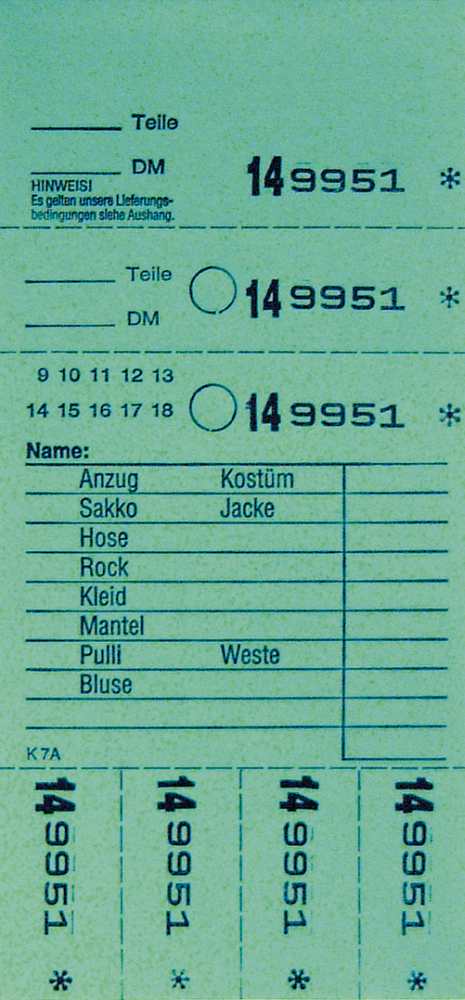 Teile
DM 14 9951 *
HINWEIS!
Es gelten unsere Lieferungs-
bedingungen siehe Aushang.
Teile
14 9951 *
DM
9 10 11 12 13
14 15 16 17 18 14 9951 *
Name:
Anzug Kostüm
Sakko Jacke
Hose
Rock
Kleid
Mantel
Pulli Weste
Bluse
K7A
14 9951 *
14 9951 *
14 9951 *
14 9951 *